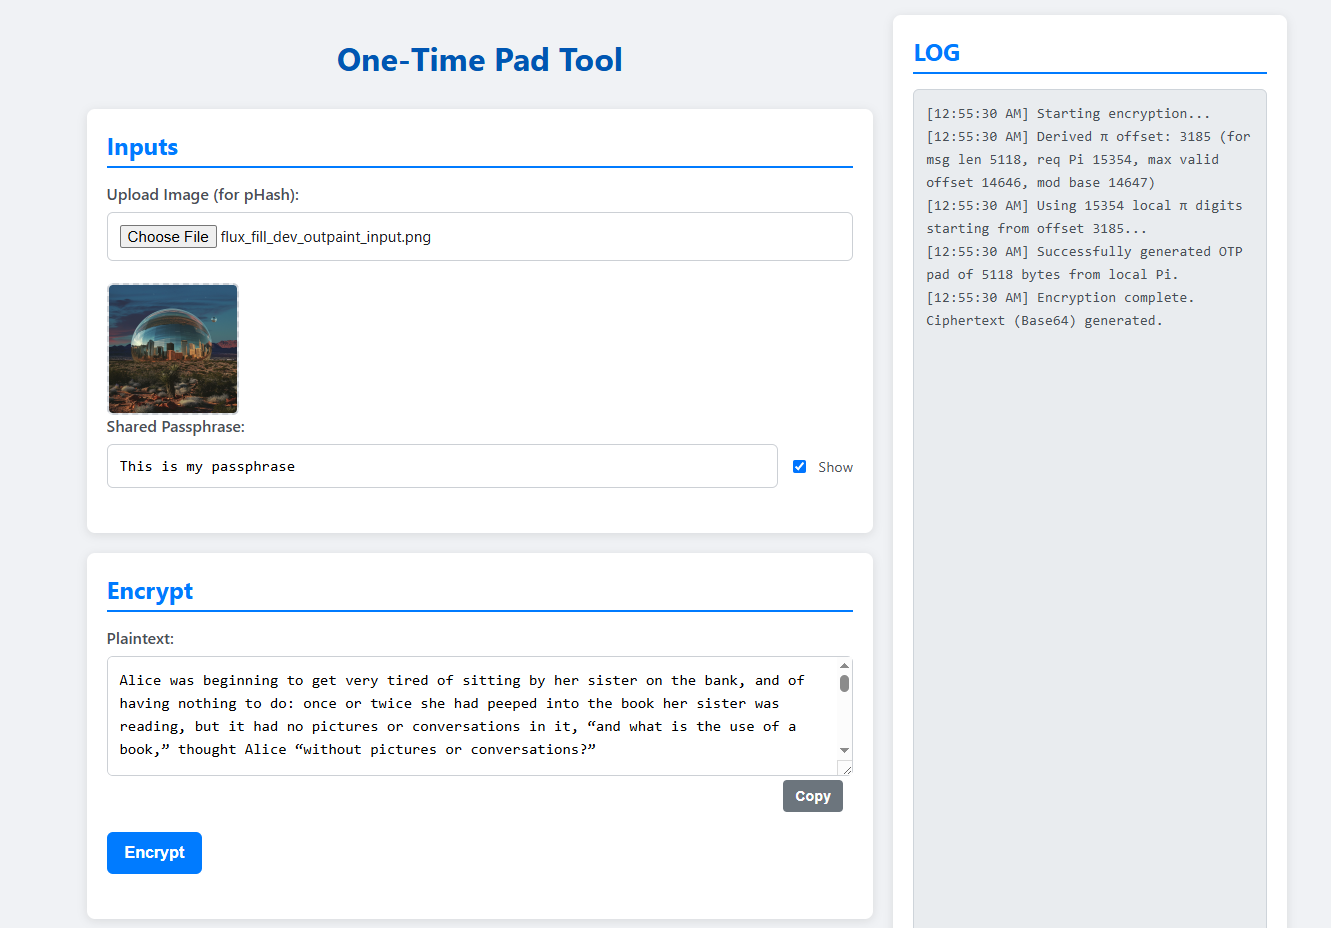 One-Time Pad Tool
Inputs
Upload Image (for pHash):
Choose File flux_fill_dev_outpaint_input.png
Shared Passphrase:
This is my passphrase
Show
Encrypt
Plaintext:
Alice was beginning to get very tired of sitting by her sister on the bank, and of
having nothing to do: once or twice she had peeped into the book her sister was
reading, but it had no pictures or conversations in it, “and what is the use of a
book,” thought Alice “without pictures or conversations?”
Copy
Encrypt
LOG
[12:55:30 AM] Starting encryption...
[12:55:30 AM] Derived π offset: 3185 (for
msg len 5118, req Pi 15354, max valid
offset 14646, mod base 14647)
[12:55:30 AM] Using 15354 local π digits
starting from offset 3185...
[12:55:30 AM] Successfully generated OTP
pad of 5118 bytes from local Pi.
[12:55:30 AM] Encryption complete.
Ciphertext (Base64) generated.